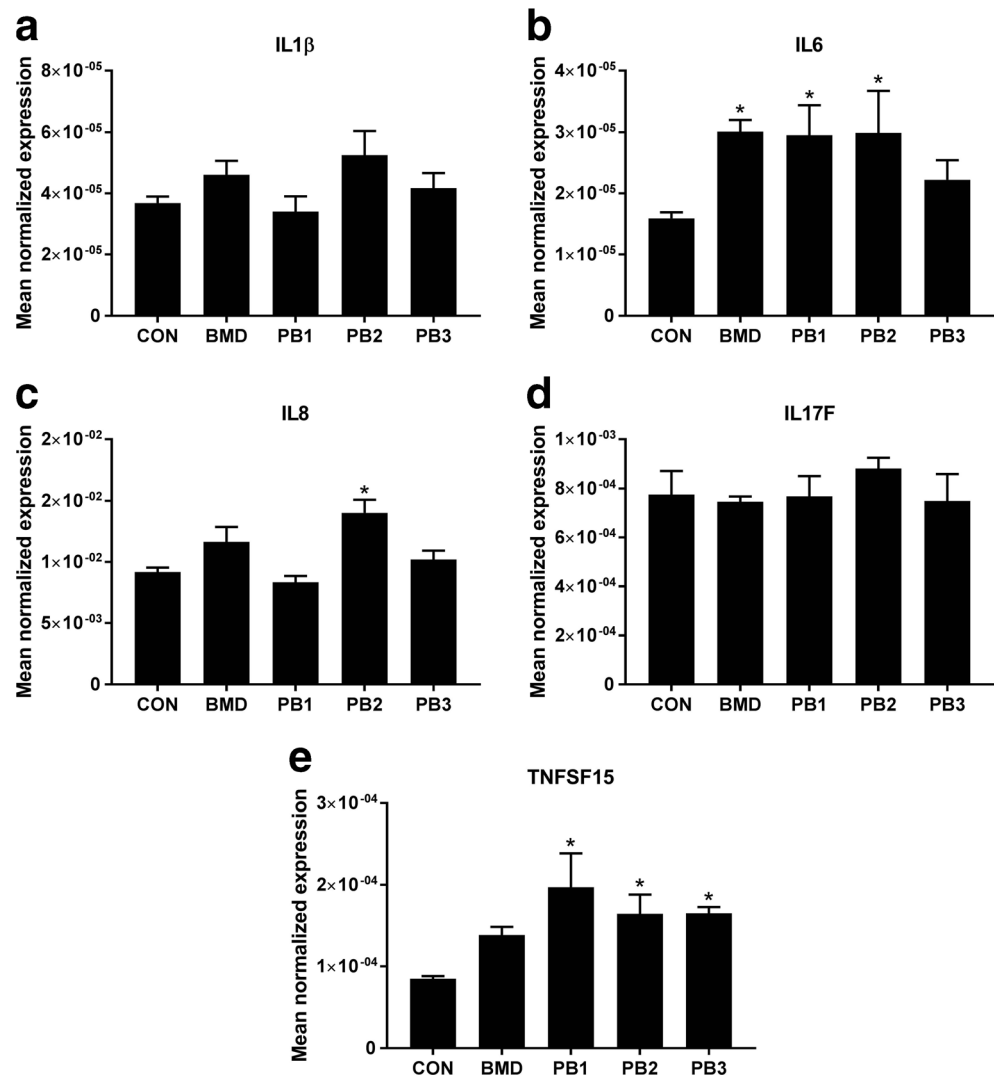 a
IL1β
Mean normalized expression
8×10⁻⁰⁵
6×10⁻⁰⁵
4×10⁻⁰⁵
2×10⁻⁰⁵
0
CON BMD PB1 PB2 PB3
b
IL6
Mean normalized expression
4×10⁻⁰⁵
3×10⁻⁰⁵
2×10⁻⁰⁵
1×10⁻⁰⁵
0
* * *
CON BMD PB1 PB2 PB3
c
IL8
Mean normalized expression
2×10⁻⁰²
2×10⁻⁰²
1×10⁻⁰²
5×10⁻⁰³
0
*
CON BMD PB1 PB2 PB3
d
IL17F
Mean normalized expression
1×10⁻⁰³
8×10⁻⁰⁴
6×10⁻⁰⁴
4×10⁻⁰⁴
2×10⁻⁰⁴
0
CON BMD PB1 PB2 PB3
e
TNFSF15
Mean normalized expression
3×10⁻⁰⁴
2×10⁻⁰⁴
1×10⁻⁰⁴
0
* * *
CON BMD PB1 PB2 PB3